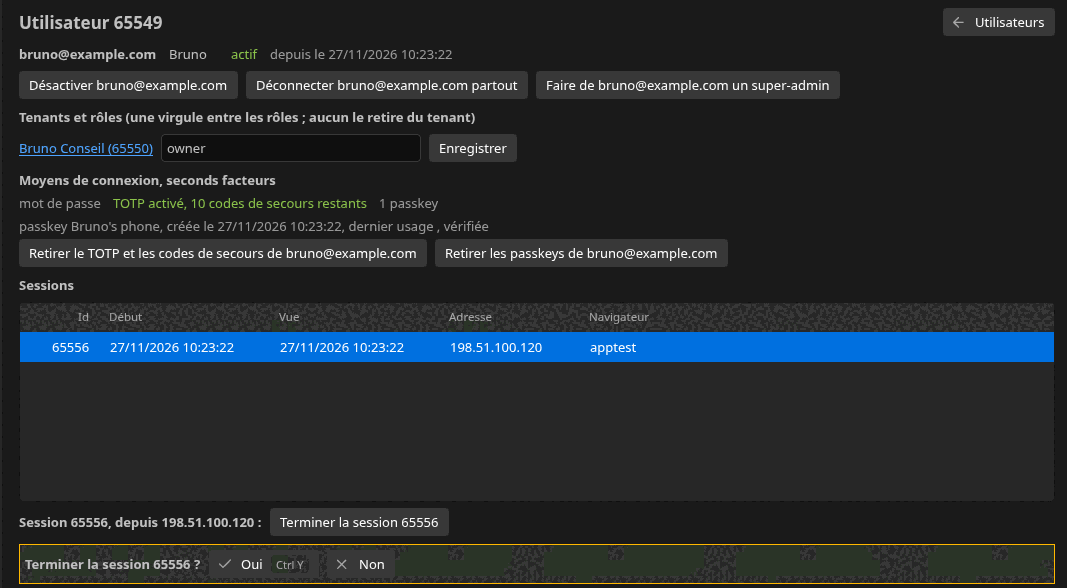 Utilisateur 65549
Utilisateurs
bruno@example.com Bruno actif depuis le 27/11/2026 10:23:22
Désactiver bruno@example.com Déconnecter bruno@example.com partout Faire de bruno@example.com un super-admin
Tenants et rôles (une virgule entre les rôles ; aucun le retire du tenant)
Bruno Conseil (65550) owner Enregistrer
Moyens de connexion, seconds facteurs
mot de passe TOTP activé, 10 codes de secours restants 1 passkey
passkey Bruno's phone, créée le 27/11/2026 10:23:22, dernier usage , vérifiée
Retirer le TOTP et les codes de secours de bruno@example.com Retirer les passkeys de bruno@example.com
Sessions
Id Début Vue Adresse Navigateur
65556 27/11/2026 10:23:22 27/11/2026 10:23:22 198.51.100.120 apptest
Session 65556, depuis 198.51.100.120 : Terminer la session 65556
Terminer la session 65556 ? Oui Ctrl Y Non